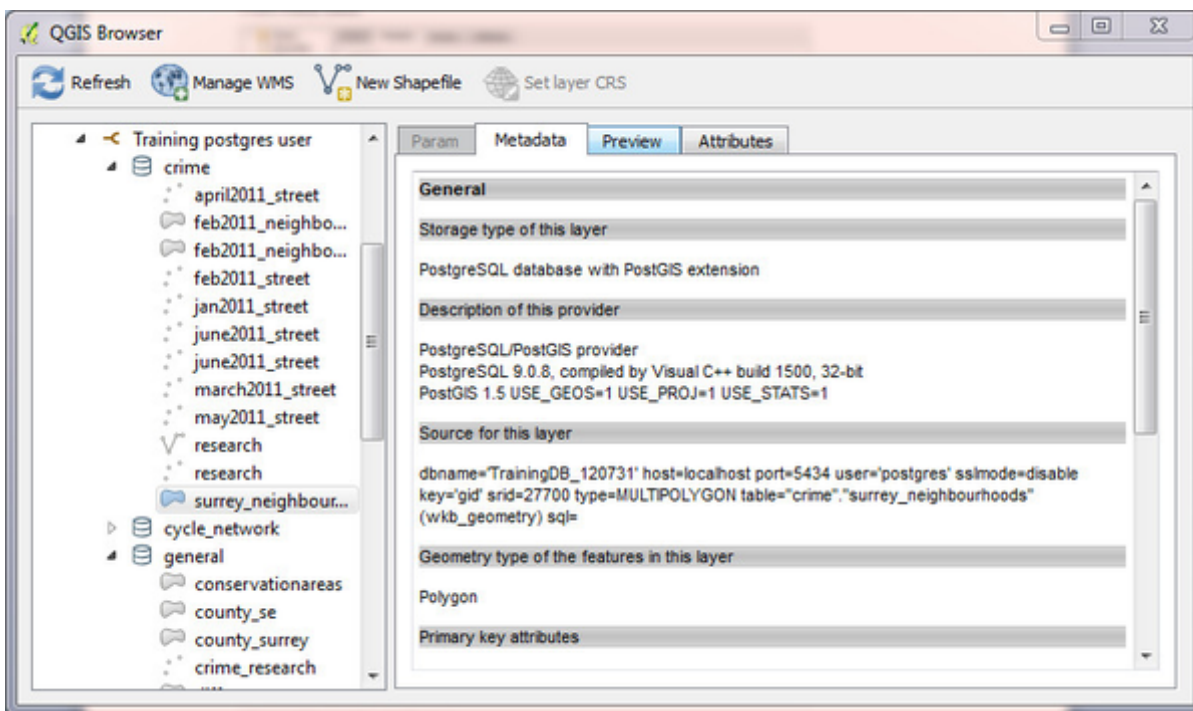 QGIS Browser
Refresh Manage WMS New Shapefile Set layer CRS
Training postgres user
crime
april2011_street
feb2011_neighbo...
feb2011_neighbo...
feb2011_street
jan2011_street
june2011_street
june2011_street
march2011_street
may2011_street
research
research
surrey_neighbour...
cycle_network
general
conservationareas
county_se
county_surrey
crime_research
Param Metadata Preview Attributes
General
Storage type of this layer
PostgreSQL database with PostGIS extension
Description of this provider
PostgreSQL/PostGIS provider
PostgreSQL 9.0.8, compiled by Visual C++ build 1500, 32-bit
PostGIS 1.5 USE_GEOS=1 USE_PROJ=1 USE_STATS=1
Source for this layer
dbname='TrainingDB_120731' host=localhost port=5434 user='postgres' sslmode=disable
key='gid' srid=27700 type=MULTIPOLYGON table="crime"."surrey_neighbourhoods"
(wkb_geometry) sql=
Geometry type of the features in this layer
Polygon
Primary key attributes